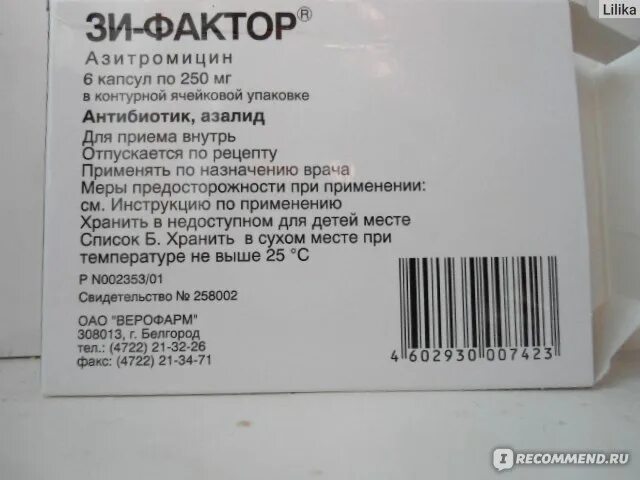 Lilika
ЗИ-ФАКТОР®
Азитромицин
6 капсул по 250 мг
в контурной ячейковой упаковке
Антибиотик, азалид
Для приема внутрь
Отпускается по рецепту
Применять по назначению врача
Меры предосторожности при применении:
см. Инструкцию по применению
Хранить в недоступном для детей месте
Список Б. Хранить в сухом месте при
температуре не выше 25 °С
Р N002353/01
Свидетельство № 258002
ОАО "ВЕРОФАРМ"
308013, г. Белгород
тел.: (4722) 21-32-26
факс: (4722) 21-34-71
4 602930 007423
IRECOMMEND.RU